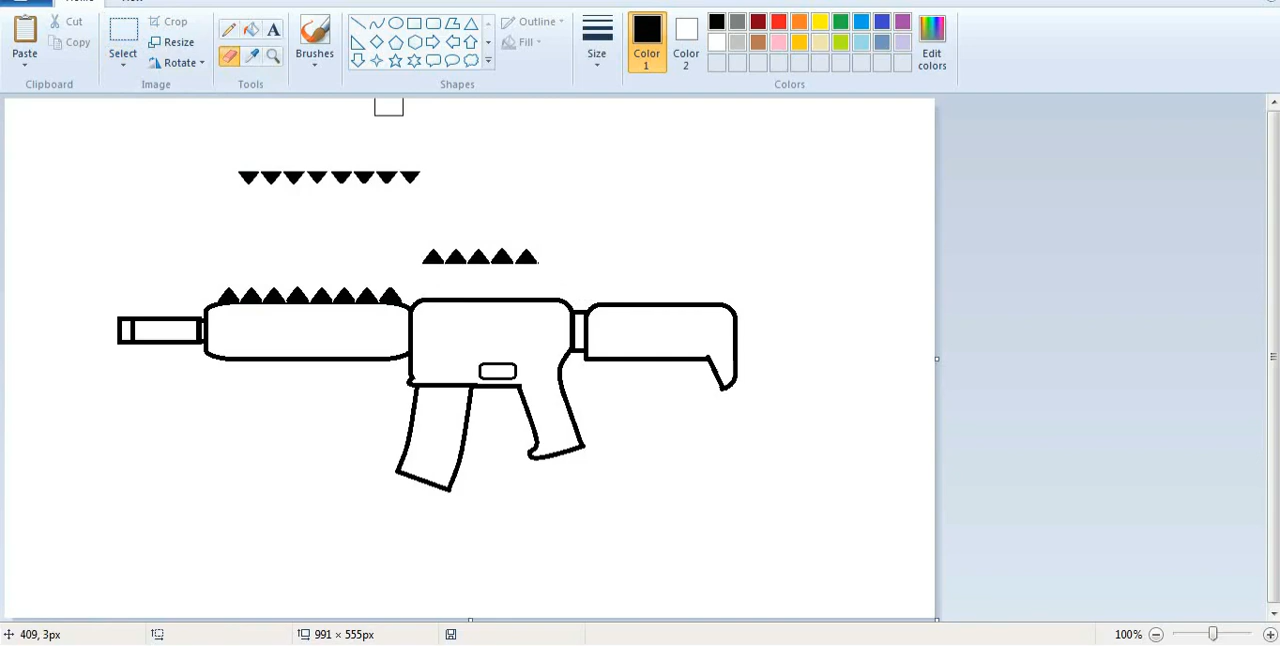 Cut
Copy
Paste
Clipboard
Select
Crop
Resize
Rotate
Image
A
Tools
Brushes
Outline
Fill
Shapes
Size
Color 1
Color 2
Edit colors
Colors
409, 3px
991 × 555px
100%